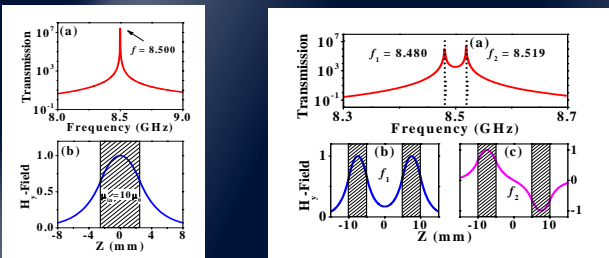 (a)
f = 8.500
Transmission
10^7
10^3
10^-1
8.0 8.5 9.0
Frequency (GHz)
(b)
H_y-Field
1.0
0.5
0.0
-8 -4 0 4 8
Z (mm)
(a)
f_1 = 8.480
f_2 = 8.519
Transmission
10^7
10^3
10^-1
8.3 8.5 8.7
Frequency (GHz)
(b)
f_1
H_y-Field
1
0
-10 0 10
Z (mm)
(c)
f_2
1
0
-1
-10 0 10
Z (mm)